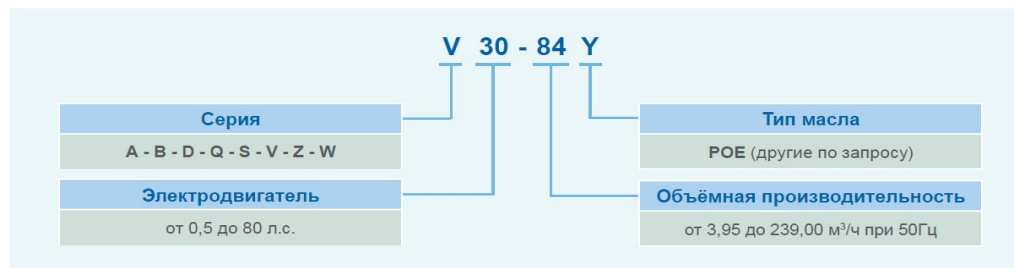 V 30 - 84 Y
Серия
A - B - D - Q - S - V - Z - W
Электродвигатель
от 0,5 до 80 л.с.
Тип масла
POE (другие по запросу)
Объёмная производительность
от 3,95 до 239,00 м³/ч при 50Гц